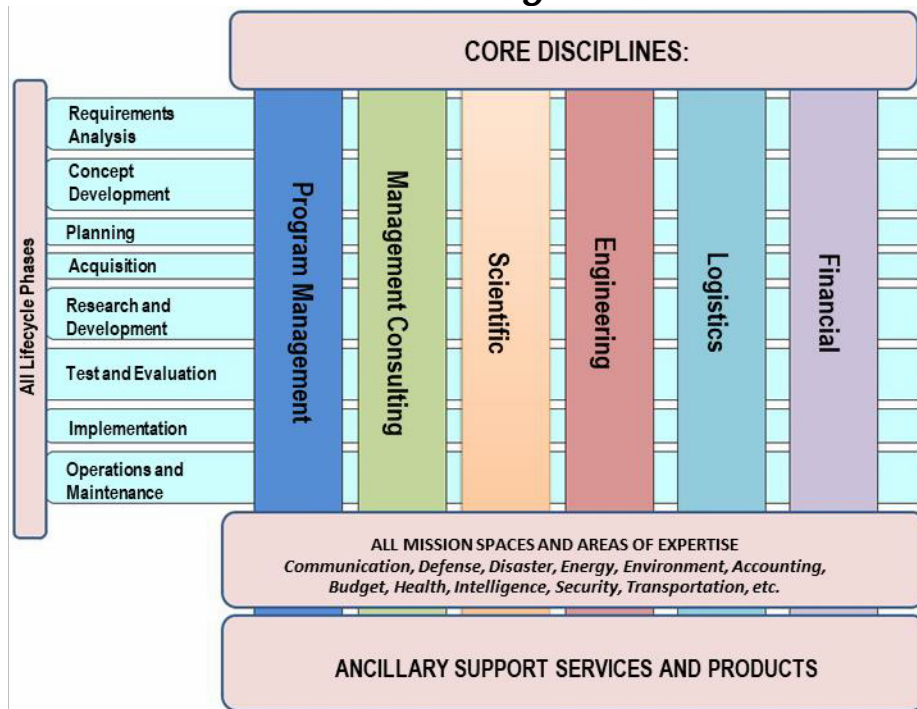 CORE DISCIPLINES:
All Lifecycle Phases
Requirements
Analysis
Concept
Development
Planning
Acquisition
Research and
Development
Test and Evaluation
Implementation
Operations and
Maintenance
Program Management
Management Consulting
Scientific
Engineering
Logistics
Financial
ALL MISSION SPACES AND AREAS OF EXPERTISE
Communication, Defense, Disaster, Energy, Environment, Accounting,
Budget, Health, Intelligence, Security, Transportation, etc.
ANCILLARY SUPPORT SERVICES AND PRODUCTS